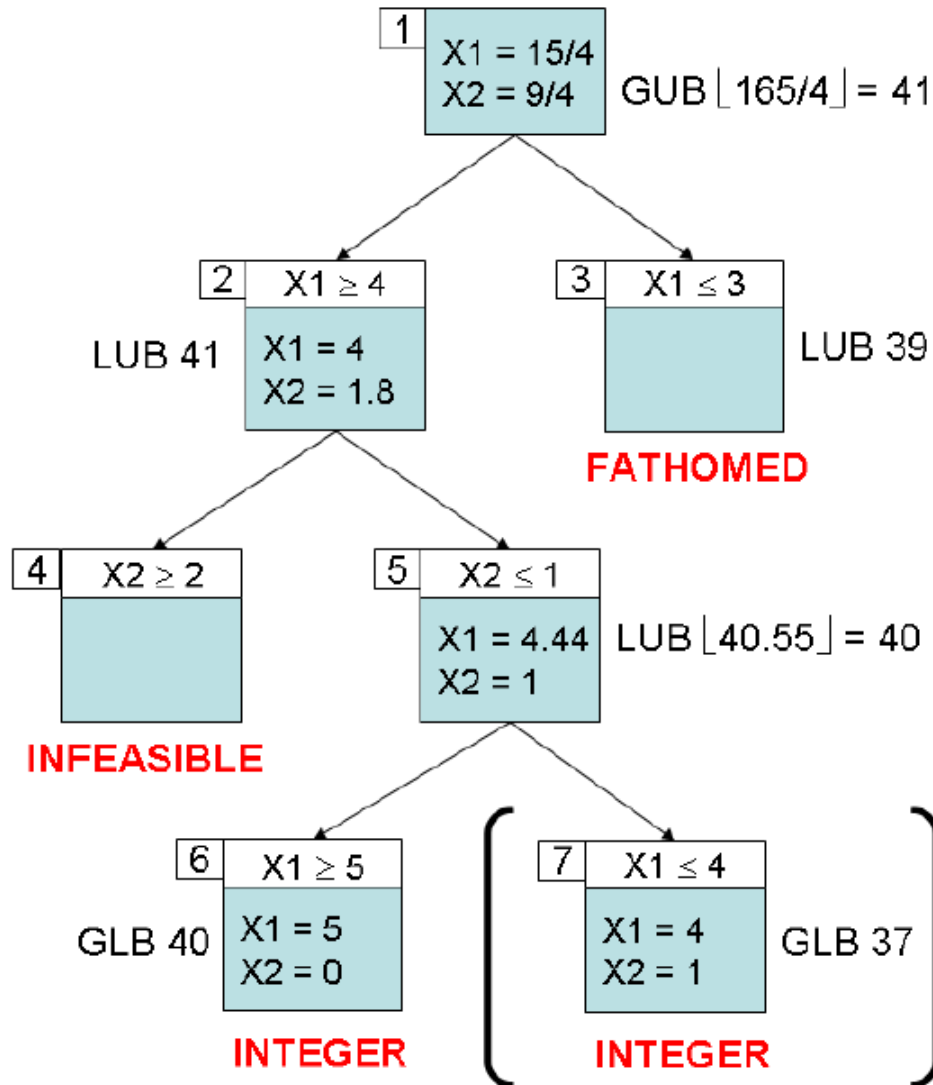 1
X1 = 15/4
X2 = 9/4
GUB ⌊165/4⌋ = 41
2
X1 ≥ 4
LUB 41
X1 = 4
X2 = 1.8
3
X1 ≤ 3
LUB 39
FATHOMED
4
X2 ≥ 2
INFEASIBLE
5
X2 ≤ 1
X1 = 4.44
X2 = 1
LUB ⌊40.55⌋ = 40
6
X1 ≥ 5
GLB 40
X1 = 5
X2 = 0
INTEGER
7
X1 ≤ 4
X1 = 4
X2 = 1
GLB 37
INTEGER